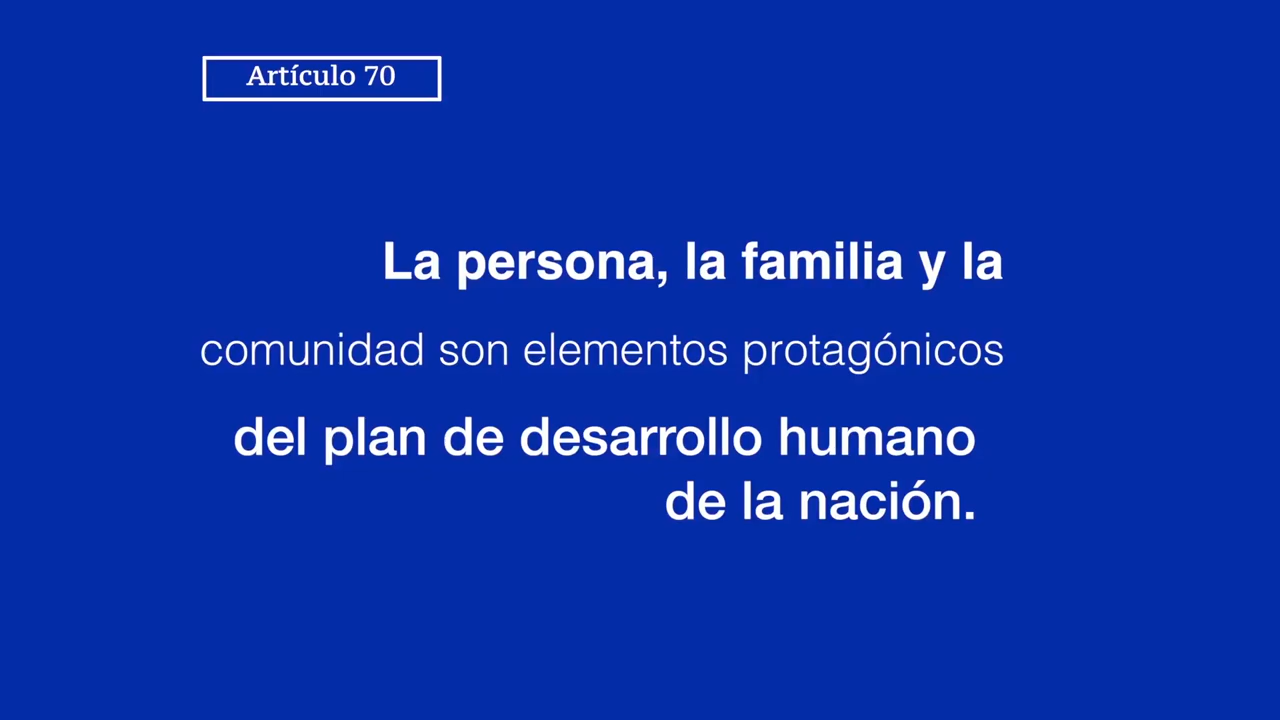 Artículo 70
La persona, la familia y la
comunidad son elementos protagónicos
del plan de desarrollo humano
de la nación.